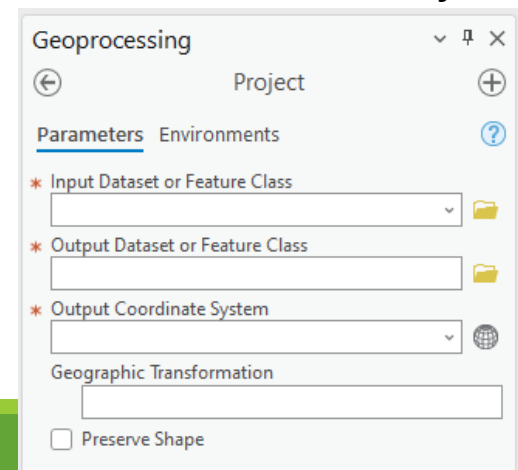 Geoprocessing
Project
Parameters Environments
* Input Dataset or Feature Class
* Output Dataset or Feature Class
* Output Coordinate System
Geographic Transformation
Preserve Shape